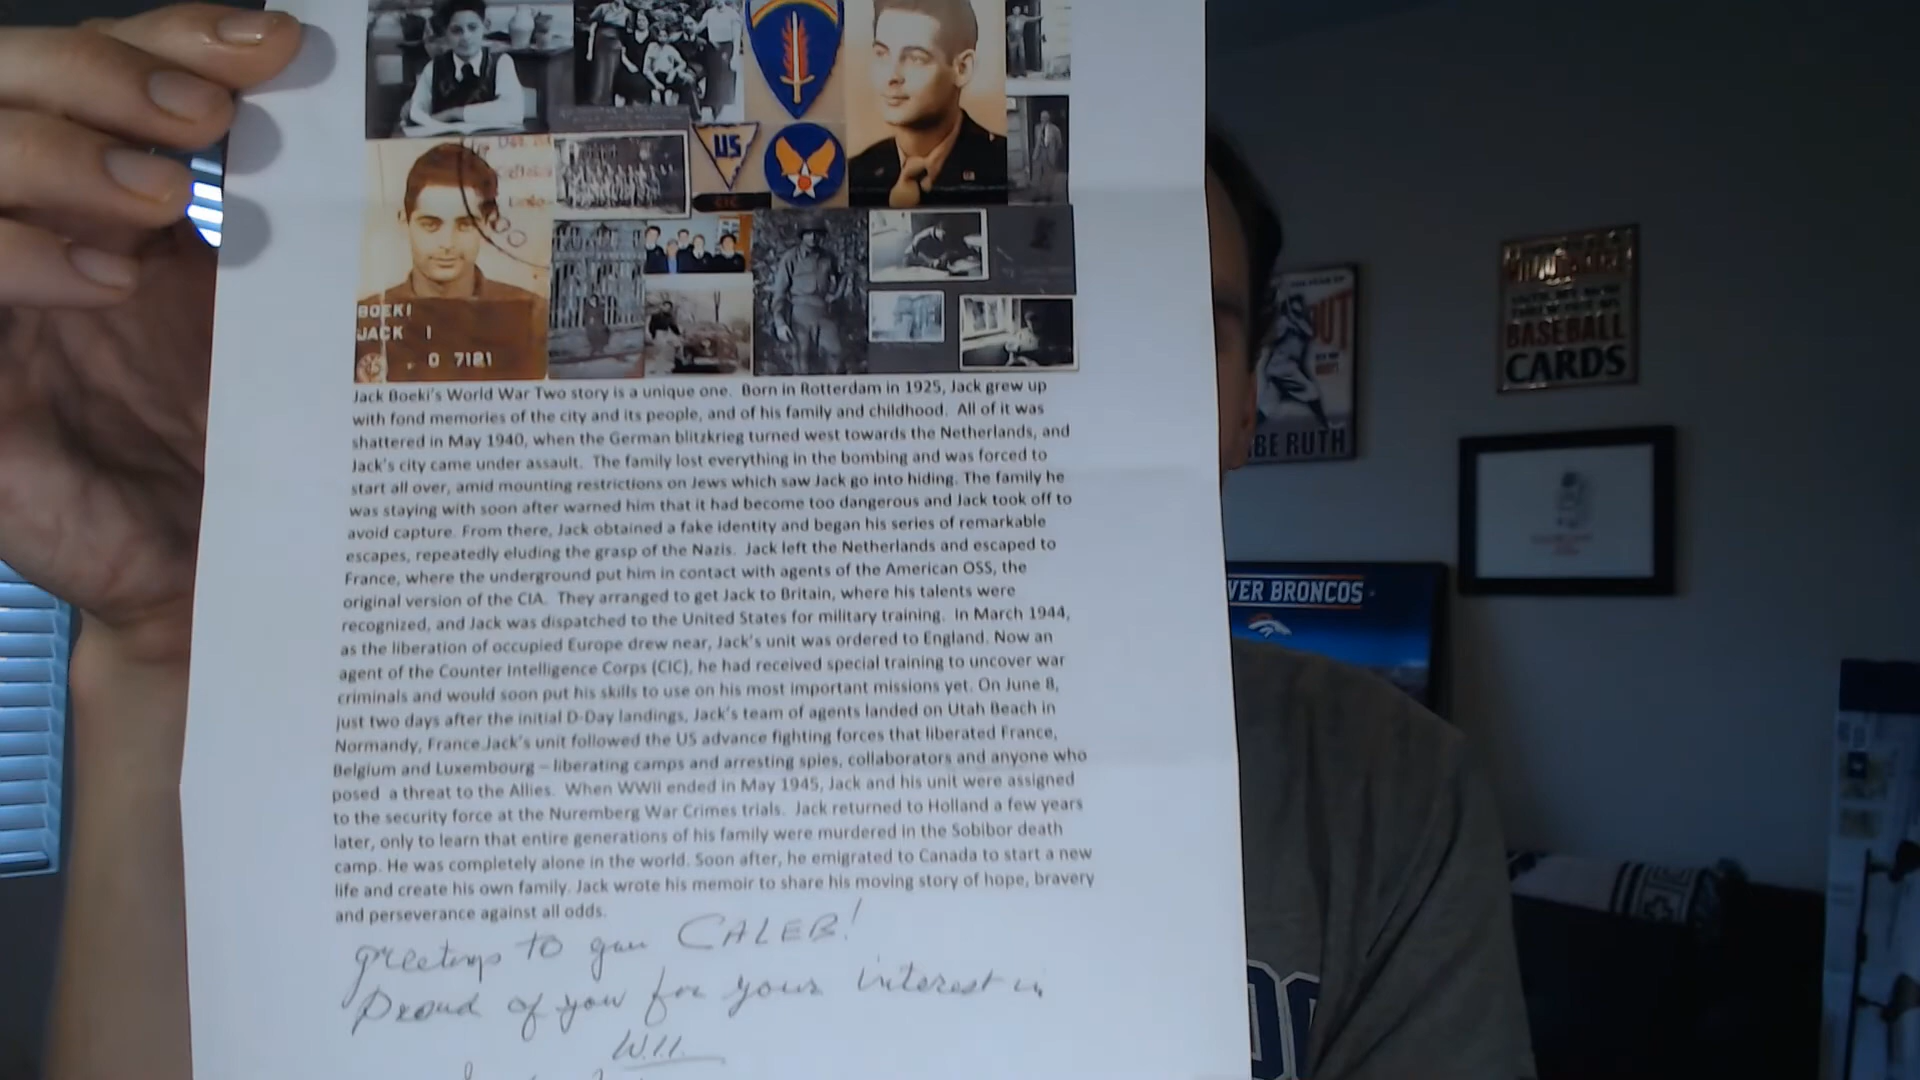 US
CIC
BOEKI
JACK I
0 7121
Jack Boeki's World War Two story is a unique one. Born in Rotterdam in 1925, Jack grew up
with fond memories of the city and its people, and of his family and childhood. All of it was
shattered in May 1940, when the German blitzkrieg turned west towards the Netherlands, and
Jack's city came under assault. The family lost everything in the bombing and was forced to
start all over, amid mounting restrictions on Jews which saw Jack go into hiding. The family he
was staying with soon after warned him that it had become too dangerous and Jack took off to
avoid capture. From there, Jack obtained a fake identity and began his series of remarkable
escapes, repeatedly eluding the grasp of the Nazis. Jack left the Netherlands and escaped to
France, where the underground put him in contact with agents of the American OSS, the
original version of the CIA. They arranged to get Jack to Britain, where his talents were
recognized, and Jack was dispatched to the United States for military training. In March 1944,
as the liberation of occupied Europe drew near, Jack's unit was ordered to England. Now an
agent of the Counter Intelligence Corps (CIC), he had received special training to uncover war
criminals and would soon put his skills to use on his most important missions yet. On June 8,
just two days after the initial D-Day landings, Jack's team of agents landed on Utah Beach in
Normandy, France.Jack's unit followed the US advance fighting forces that liberated France,
Belgium and Luxembourg – liberating camps and arresting spies, collaborators and anyone who
posed a threat to the Allies. When WWII ended in May 1945, Jack and his unit were assigned
to the security force at the Nuremberg War Crimes trials. Jack returned to Holland a few years
later, only to learn that entire generations of his family were murdered in the Sobibor death
camp. He was completely alone in the world. Soon after, he emigrated to Canada to start a new
life and create his own family. Jack wrote his memoir to share his moving story of hope, bravery
and perseverance against all odds.
greetings to you CALEB!
Proud of you for your interest in
W.11.
OUT
BE RUTH
BASEBALL
CARDS
VER BRONCOS